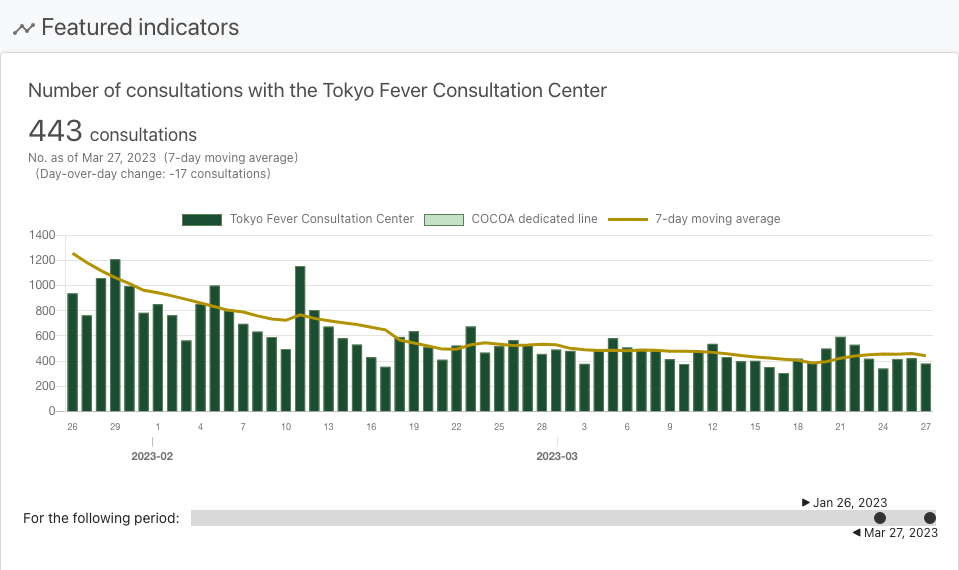 Featured indicators
Number of consultations with the Tokyo Fever Consultation Center
443 consultations
No. as of Mar 27, 2023 (7-day moving average)
(Day-over-day change: -17 consultations)
Tokyo Fever Consultation Center COCOA dedicated line 7-day moving average
1400
1200
1000
800
600
400
200
0
26 29 1 4 7 10 13 16 19 22 25 28 3 6 9 12 15 18 21 24 27
2023-02 2023-03
▶ Jan 26, 2023
For the following period:
◀ Mar 27, 2023